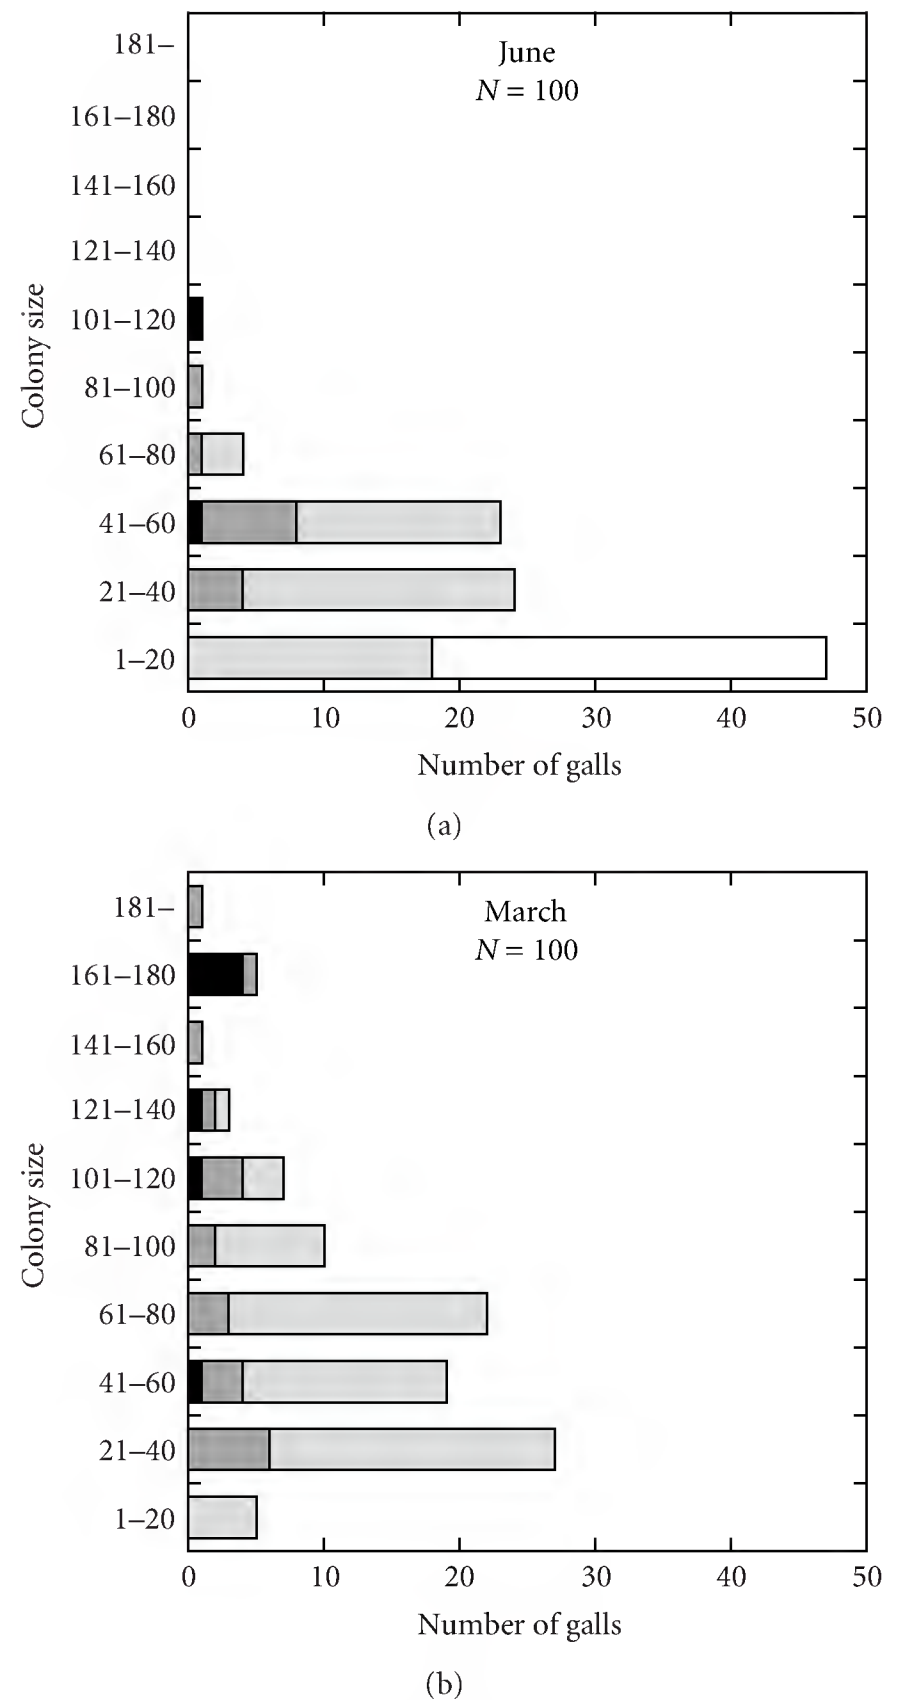 181–
161–180
141–160
121–140
101–120
81–100
61–80
41–60
21–40
1–20
Colony size
June
N = 100
0 10 20 30 40 50
Number of galls
(a)
181–
161–180
141–160
121–140
101–120
81–100
61–80
41–60
21–40
1–20
Colony size
March
N = 100
0 10 20 30 40 50
Number of galls
(b)